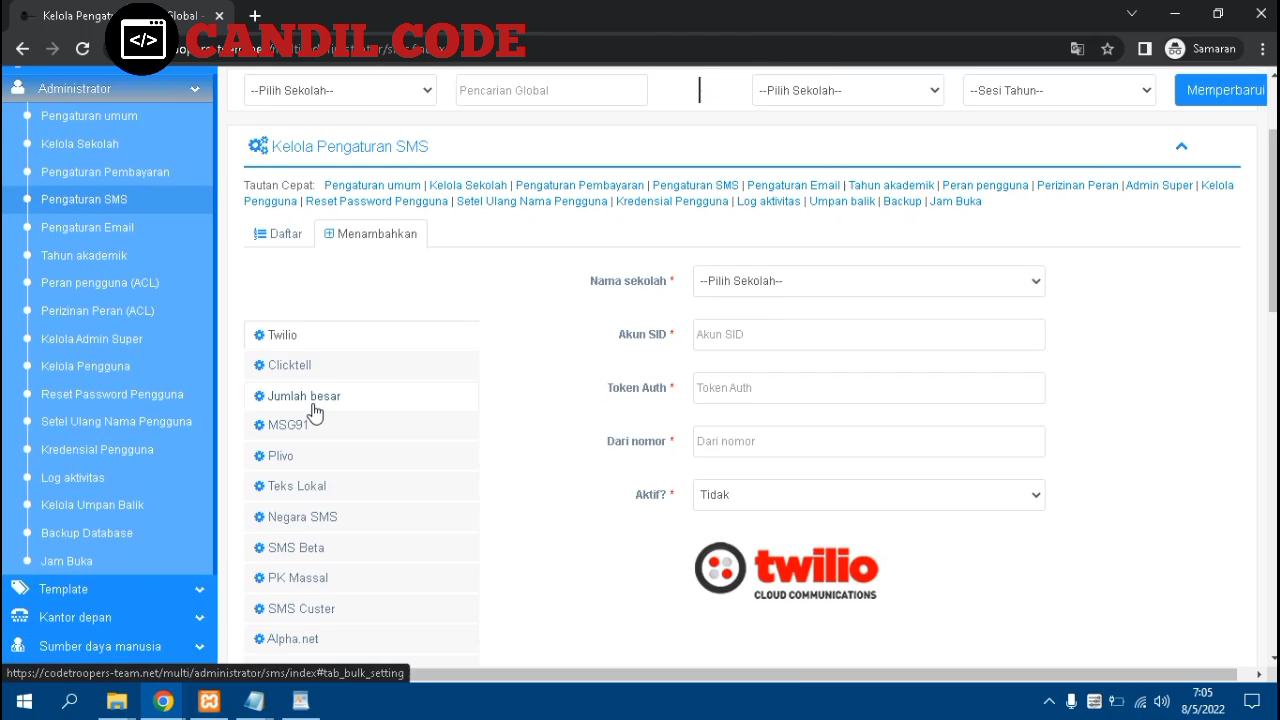 Kelola Penga
Global -
CANDIL CODE
Samaran
Administrator
Pengaturan umum
Kelola Sekolah
Pengaturan Pembayaran
Pengaturan SMS
Pengaturan Email
Tahun akademik
Peran pengguna (ACL)
Perizinan Peran (ACL)
Kelola Admin Super
Kelola Pengguna
Reset Password Pengguna
Setel Ulang Nama Pengguna
Kredensial Pengguna
Log aktivitas
Kelola Umpan Balik
Backup Database
Jam Buka
Template
Kantor depan
Sumber daya manusia
--Pilih Sekolah--
Pencarian Global
--Pilih Sekolah--
--Sesi Tahun--
Memperbarui
Kelola Pengaturan SMS
Tautan Cepat: Pengaturan umum | Kelola Sekolah | Pengaturan Pembayaran | Pengaturan SMS | Pengaturan Email | Tahun akademik | Peran pengguna | Perizinan Peran | Admin Super | Kelola
Pengguna | Reset Password Pengguna | Setel Ulang Nama Pengguna | Kredensial Pengguna | Log aktivitas | Umpan balik | Backup | Jam Buka
Daftar
Menambahkan
Twilio
Clicktell
Jumlah besar
MSG91
Plivo
Teks Lokal
Negara SMS
SMS Beta
PK Massal
SMS Custer
Alpha.net
Nama sekolah * --Pilih Sekolah--
Akun SID * Akun SID
Token Auth * Token Auth
Dari nomor * Dari nomor
Aktif? * Tidak
twilio
CLOUD COMMUNICATIONS
https://codetroopers-team.net/multi/administrator/sms/index#tab_bulk_setting
7:05
8/5/2022